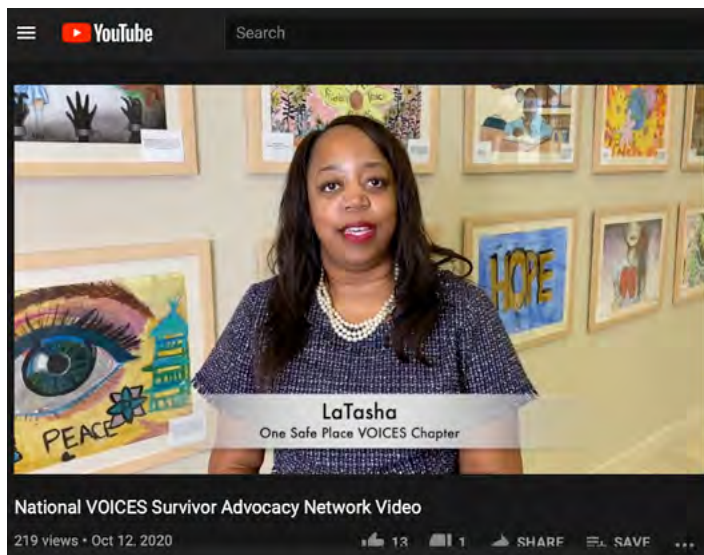 YouTube
Search
HOPE
PEACE
LaTasha
One Safe Place VOICES Chapter
National VOICES Survivor Advocacy Network Video
219 views • Oct 12, 2020
13 1 SHARE SAVE